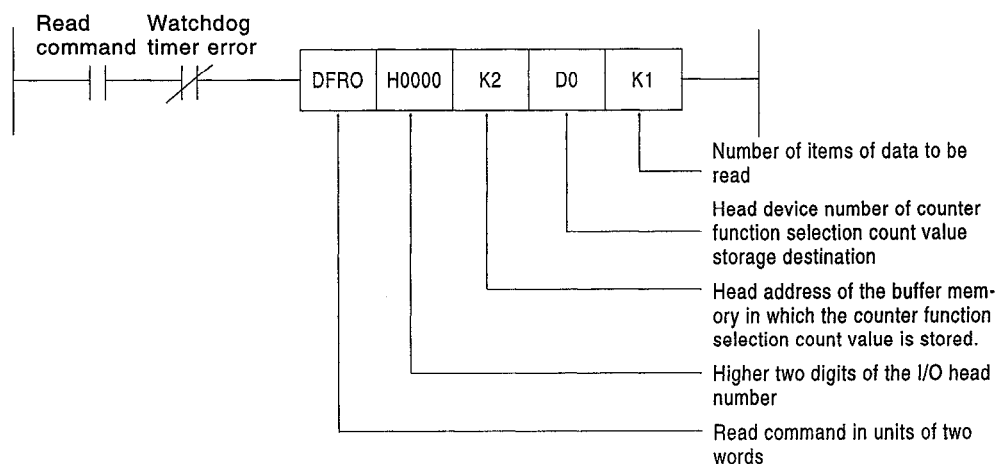 Read
command
Watchdog
timer error
DFRO H0000 K2 D0 K1
Number of items of data to be
read
Head device number of counter
function selection count value
storage destination
Head address of the buffer mem-
ory in which the counter function
selection count value is stored.
Higher two digits of the I/O head
number
Read command in units of two
words